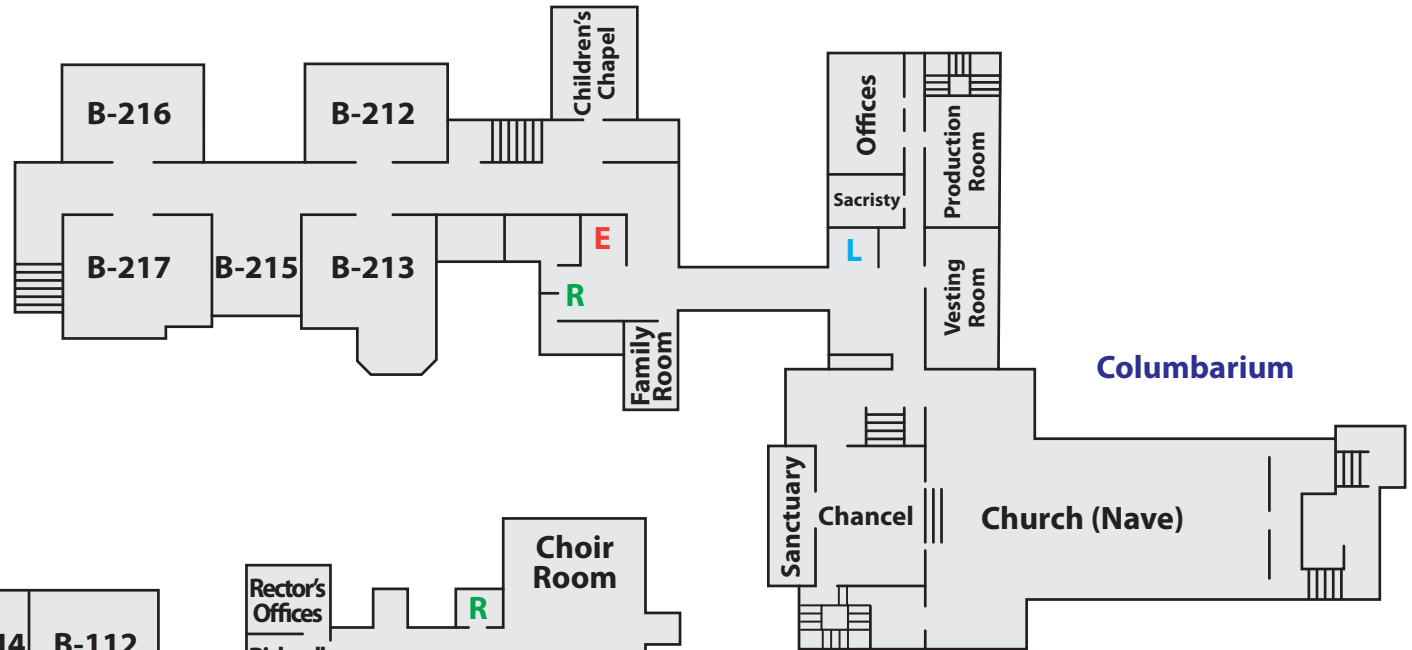 Children's
Chapel
B-216
B-212
Offices
Production
Room
Sacristy
B-217
B-215
B-213
E
L
R
Vesting
Room
Family
Room
Columbarium
Sanctuary
Chancel
Church (Nave)
Choir
Room
Rector's
Offices
R
B-112